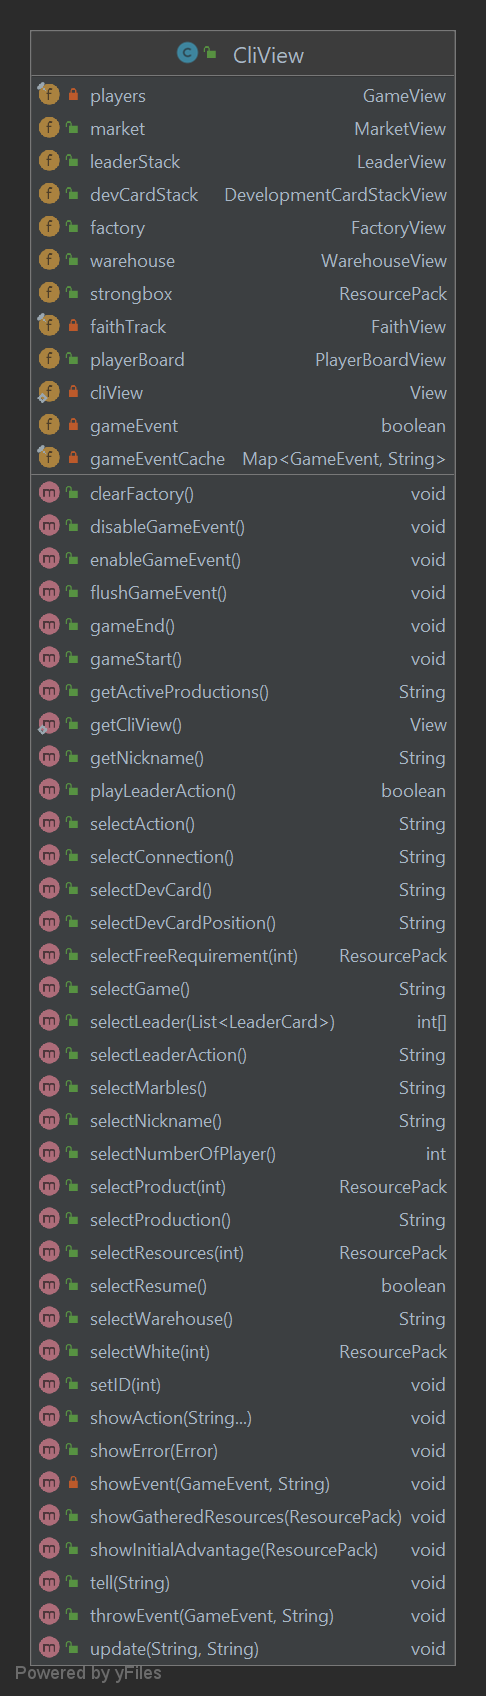 CliView
players GameView
market MarketView
leaderStack LeaderView
devCardStack DevelopmentCardStackView
factory FactoryView
warehouse WarehouseView
strongbox ResourcePack
faithTrack FaithView
playerBoard PlayerBoardView
cliView View
gameEvent boolean
gameEventCache Map<GameEvent, String>
clearFactory() void
disableGameEvent() void
enableGameEvent() void
flushGameEvent() void
gameEnd() void
gameStart() void
getActiveProductions() String
getCliView() View
getNickname() String
playLeaderAction() boolean
selectAction() String
selectConnection() String
selectDevCard() String
selectDevCardPosition() String
selectFreeRequirement(int) ResourcePack
selectGame() String
selectLeader(List<LeaderCard>) int[]
selectLeaderAction() String
selectMarbles() String
selectNickname() String
selectNumberOfPlayer() int
selectProduct(int) ResourcePack
selectProduction() String
selectResources(int) ResourcePack
selectResume() boolean
selectWarehouse() String
selectWhite(int) ResourcePack
setID(int) void
showAction(String...) void
showError(Error) void
showEvent(GameEvent, String) void
showGatheredResources(ResourcePack) void
showInitialAdvantage(ResourcePack) void
tell(String) void
throwEvent(GameEvent, String) void
update(String, String) void
Powered by yFiles